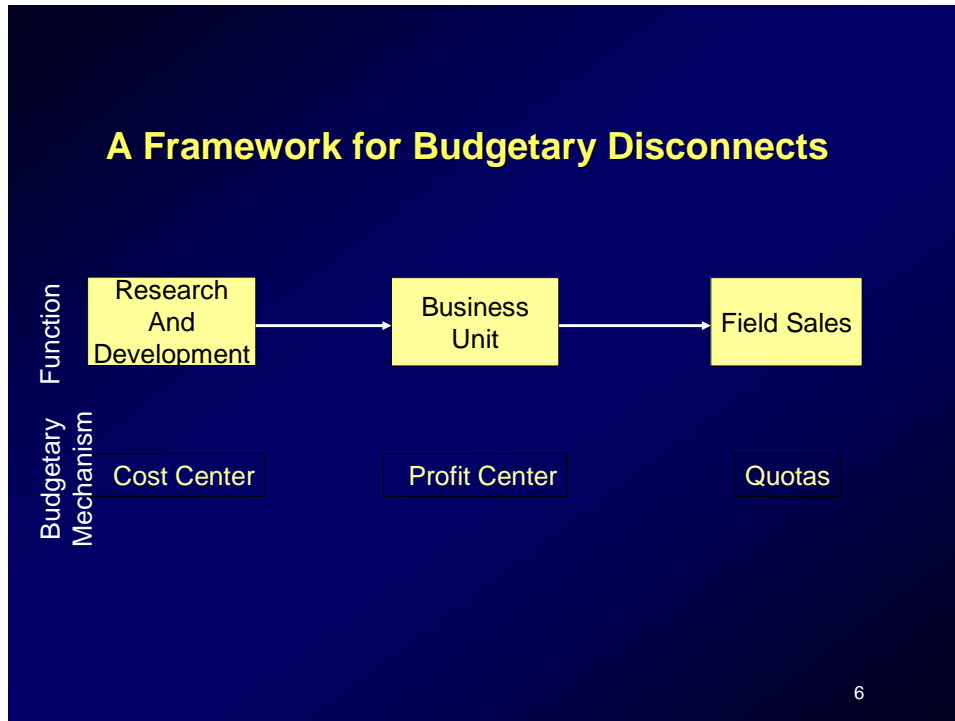 A Framework for Budgetary Disconnects
Function
Research
And
Development
Business
Unit
Field Sales
Budgetary
Mechanism
Cost Center
Profit Center
Quotas
6